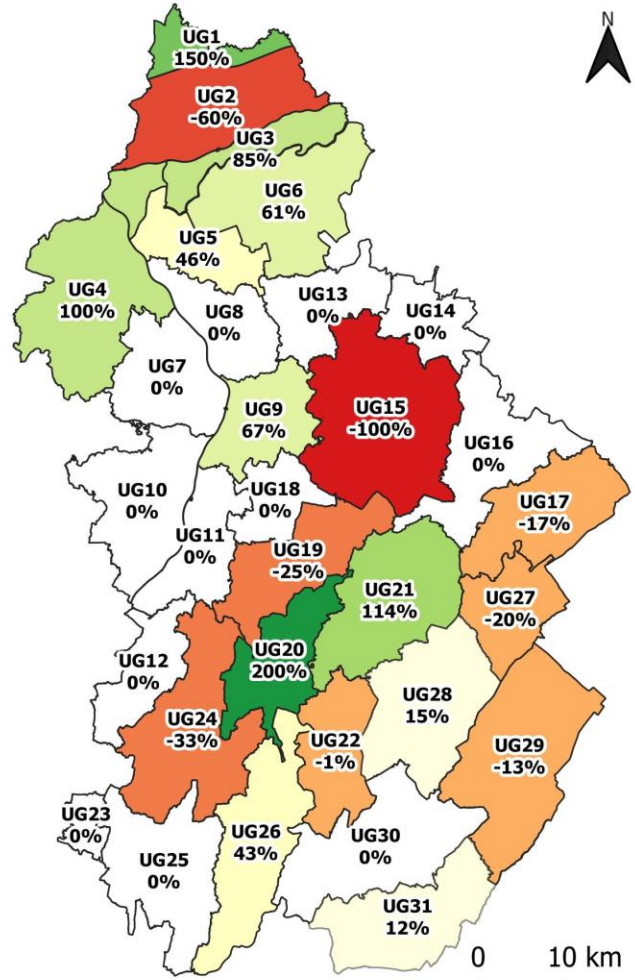 N
UG1
150%
UG2
-60%
UG3
85%
UG6
61%
UG5
46%
UG4
100%
UG8
0%
UG13
0%
UG14
0%
UG7
0%
UG9
67%
UG15
-100%
UG16
0%
UG10
0%
UG18
0%
UG17
-17%
UG11
0%
UG19
-25%
UG21
114%
UG27
-20%
UG12
0%
UG20
200%
UG28
15%
UG24
-33%
UG22
-1%
UG29
-13%
UG23
0%
UG26
43%
UG30
0%
UG25
0%
UG31
12%
0 10 km